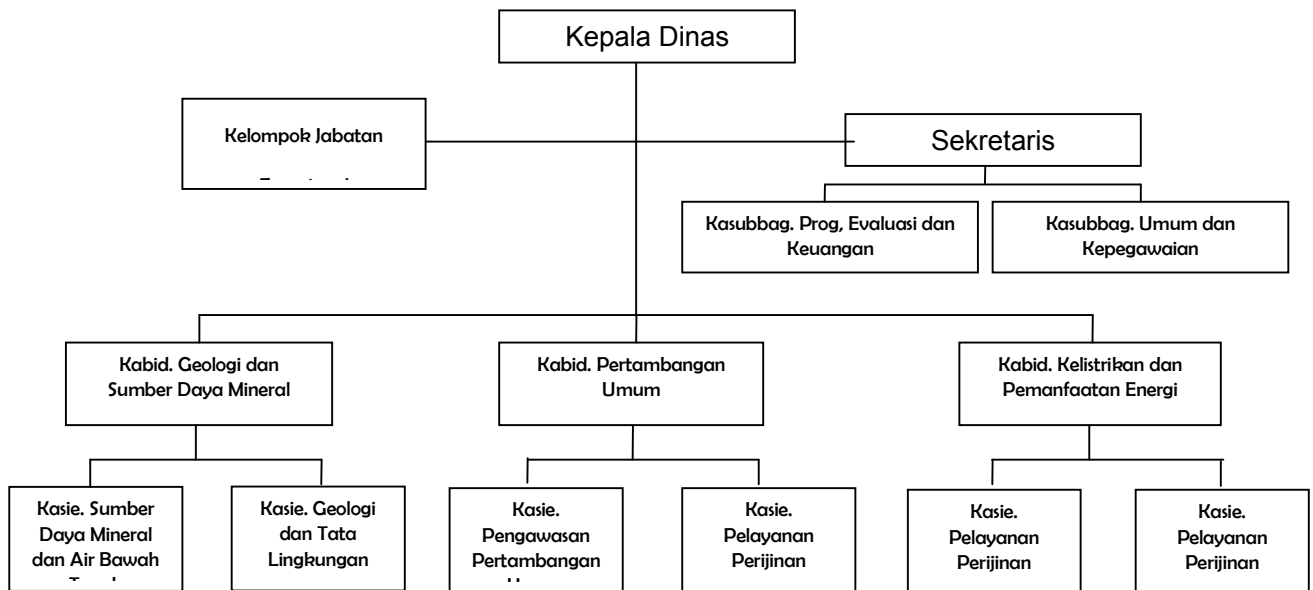 Kepala Dinas
Kelompok Jabatan
Sekretaris
Kasubbag. Prog, Evaluasi dan
Keuangan
Kasubbag. Umum dan
Kepegawaian
Kabid. Geologi dan
Sumber Daya Mineral
Kabid. Pertambangan
Umum
Kabid. Kelistrikan dan
Pemanfaatan Energi
Kasie. Sumber
Daya Mineral
dan Air Bawah
Kasie. Geologi
dan Tata
Lingkungan
Kasie.
Pengawasan
Pertambangan
Kasie.
Pelayanan
Perijinan
Kasie.
Pelayanan
Perijinan
Kasie.
Pelayanan
Perijinan